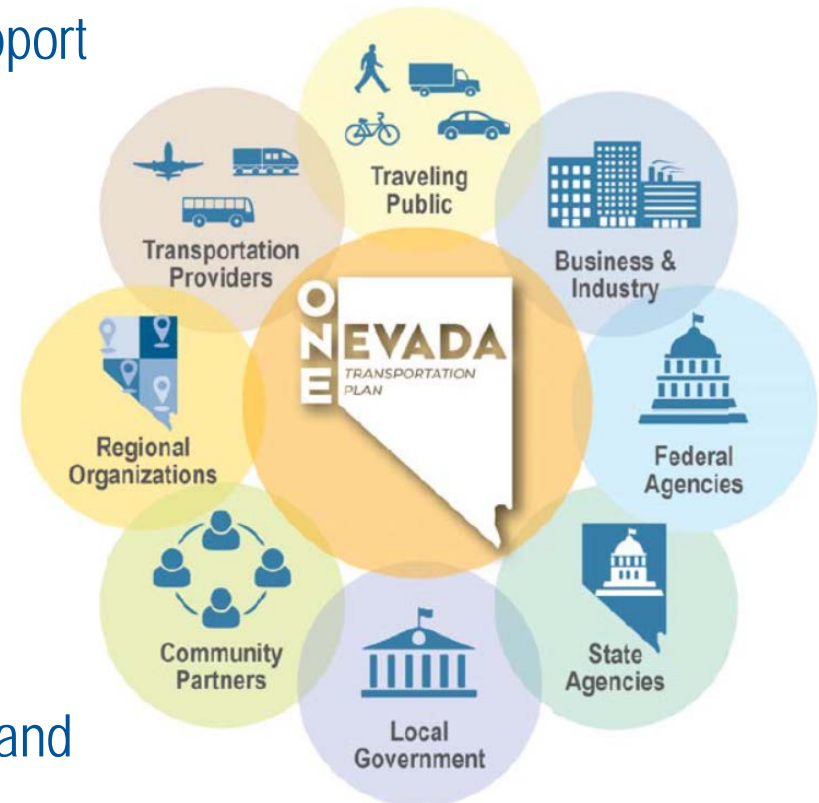 Traveling
Public
Transportation
Providers
Business &
Industry
ONE
NEVADA
TRANSPORTATION
PLAN
Regional
Organizations
Federal
Agencies
Community
Partners
State
Agencies
Local
Government
and